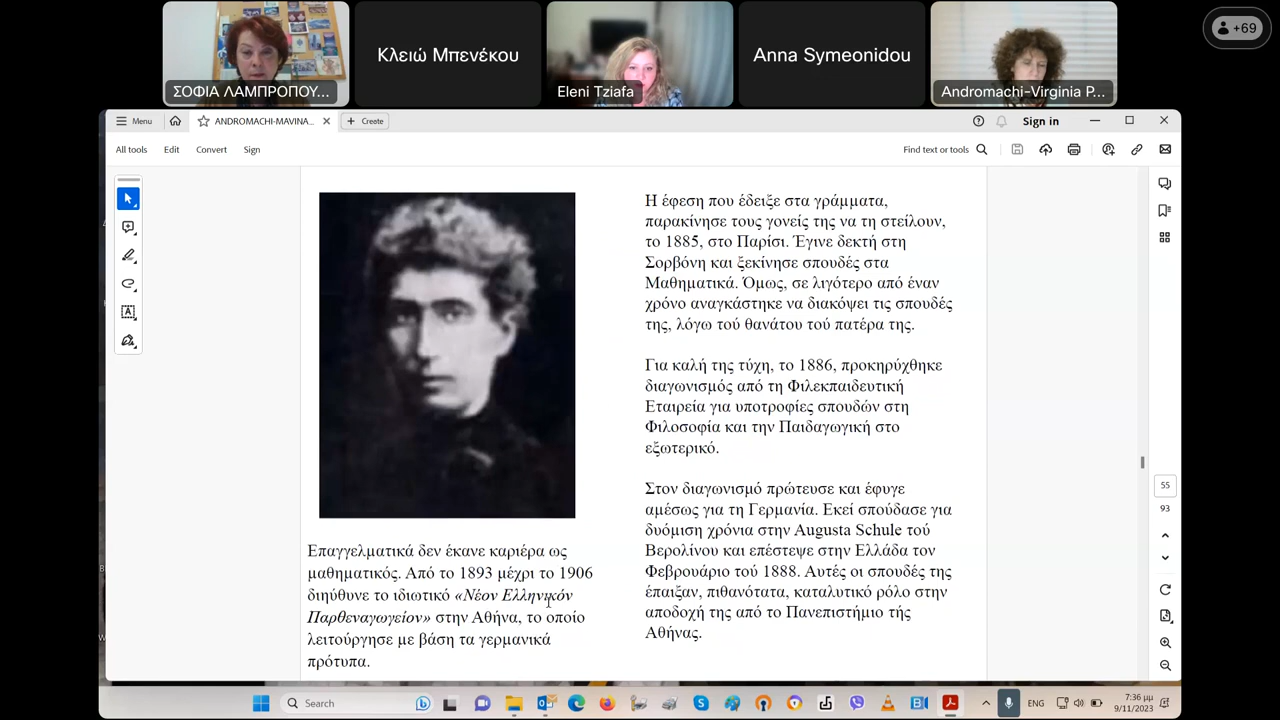 ΣΟΦΙΑ ΛΑΜΠΡΟΠΟΥ...
Κλειώ Μπενέκου
Eleni Tziafa
Anna Symeonidou
Andromachi-Virginia P...
+69
Menu
ANDROMACHI-MAVINA...
Create
Sign in
All tools
Edit
Convert
Sign
Find text or tools
Η έφεση που έδειξε στα γράμματα,
παρακίνησε τους γονείς της να τη στείλουν,
το 1885, στο Παρίσι. Έγινε δεκτή στη
Σορβόνη και ξεκίνησε σπουδές στα
Μαθηματικά. Όμως, σε λιγότερο από έναν
χρόνο αναγκάστηκε να διακόψει τις σπουδές
της, λόγω τού θανάτου τού πατέρα της.
Για καλή της τύχη, το 1886, προκηρύχθηκε
διαγωνισμός από τη Φιλεκπαιδευτική
Εταιρεία για υποτροφίες σπουδών στη
Φιλοσοφία και την Παιδαγωγική στο
εξωτερικό.
Στον διαγωνισμό πρώτευσε και έφυγε
αμέσως για τη Γερμανία. Εκεί σπούδασε για
δυόμιση χρόνια στην Augusta Schule τού
Βερολίνου και επέστεψε στην Ελλάδα τον
Φεβρουάριο τού 1888. Αυτές οι σπουδές της
έπαιξαν, πιθανότατα, καταλυτικό ρόλο στην
αποδοχή της από το Πανεπιστήμιο τής
Αθήνας.
Επαγγελματικά δεν έκανε καριέρα ως
μαθηματικός. Από το 1893 μέχρι το 1906
διηύθυνε το ιδιωτικό «Νέον Ελληνικόν
Παρθεναγωγείον» στην Αθήνα, το οποίο
λειτούργησε με βάση τα γερμανικά
πρότυπα.
55
93
Search
ENG
7:36 μμ
9/11/2023